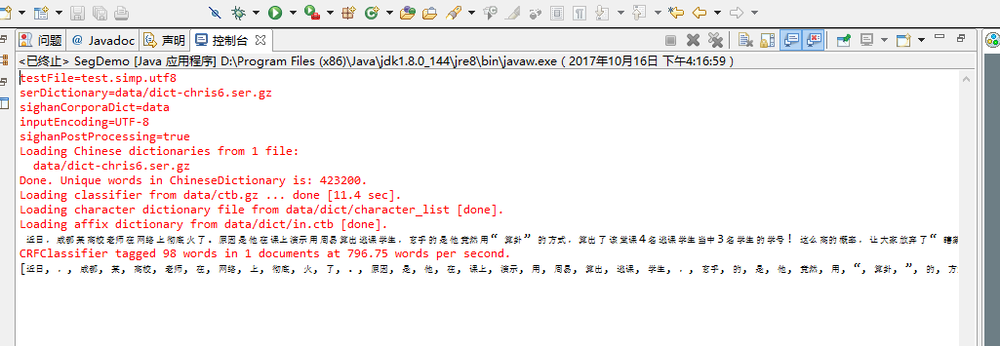 问题 @ Javadoc 声明 控制台
<已终止> SegDemo [Java 应用程序] D:\Program Files (x86)\Java\jdk1.8.0_144\jre8\bin\javaw.exe ( 2017年10月16日 下午4:16:59 )
testFile=test.simp.utf8
serDictionary=data/dict-chris6.ser.gz
sighanCorporaDict=data
inputEncoding=UTF-8
sighanPostProcessing=true
Loading Chinese dictionaries from 1 file:
data/dict-chris6.ser.gz
Done. Unique words in ChineseDictionary is: 423200.
Loading classifier from data/ctb.gz ... done [11.4 sec].
Loading character dictionary file from data/dict/character_list [done].
Loading affix dictionary from data/dict/in.ctb [done].
近日，成都某高校老师在网络上彻底火了．原因是他在课上演示用周易算出逃课学生，玄乎的是他竟然用“ 算卦” 的方式，算出了该堂课4名逃课学生当中3名学生的学号！这么高的概率，让大家放弃了“
CRFClassifier tagged 98 words in 1 documents at 796.75 words per second.
[近日, ，, 成都, 某, 高校, 老师, 在, 网络, 上, 彻底, 火, 了, ．, 原因, 是, 他, 在, 课上, 演示, 用, 周易, 算出, 逃课, 学生, ，, 玄乎, 的, 是, 他, 竟然, 用, “, 算卦, ”, 的, 方